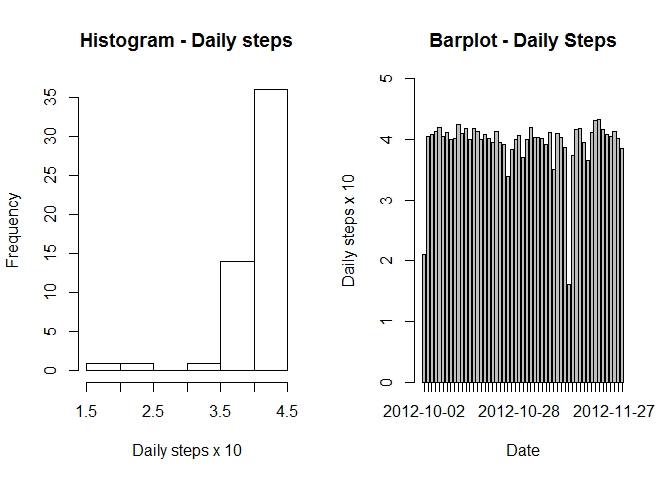 Histogram - Daily steps
Frequency
35
30
25
20
15
10
5
0
1.5 2.5 3.5 4.5
Daily steps x 10
Barplot - Daily Steps
Daily steps x 10
5
4
3
2
1
0
2012-10-02 2012-10-28 2012-11-27
Date